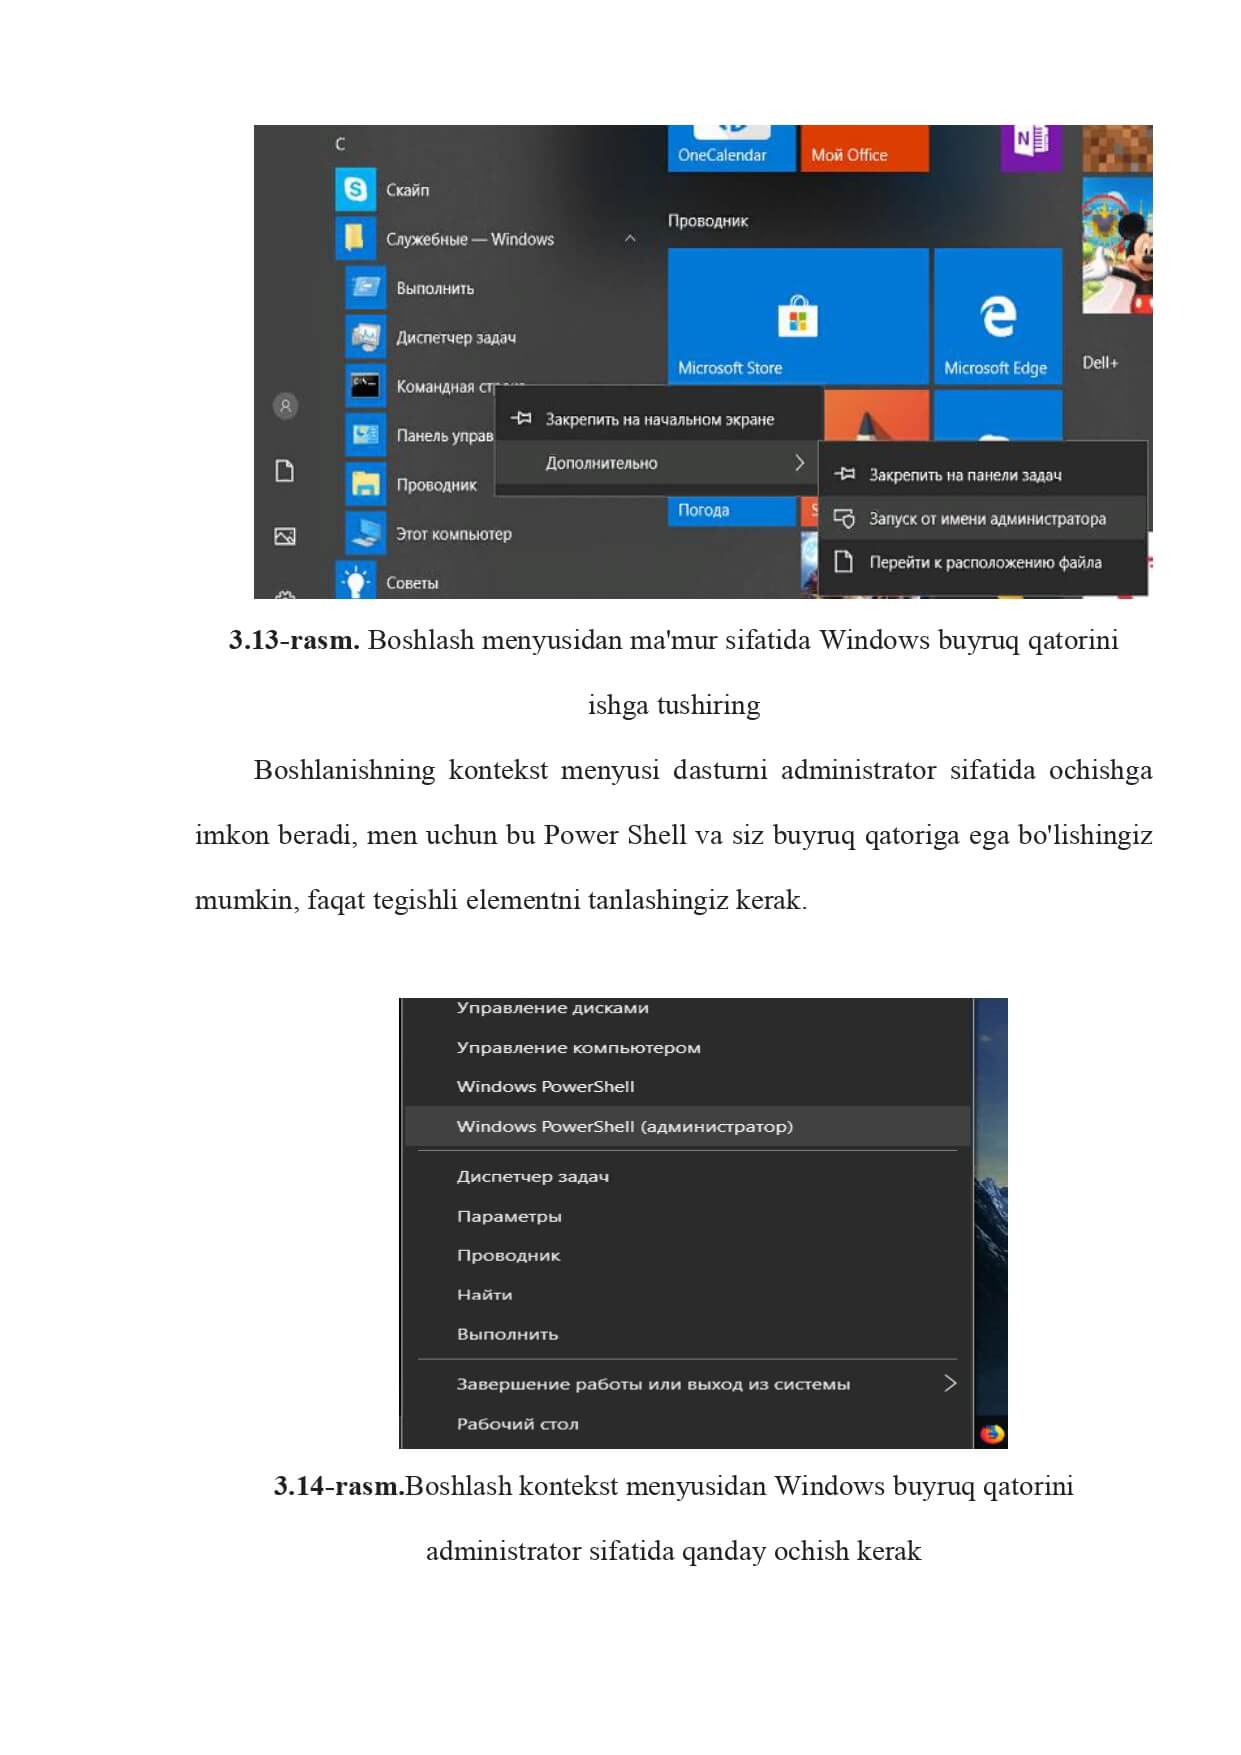 С
Скайп
Служебные — Windows
Выполнить
Диспетчер задач
Командная
Панель
Проводник
Этот компьютер
Советы
OneCalendar
Мой Office
Проводник
Microsoft Store
Microsoft Edge
Dell+
Закрепить на начальном экране
Дополнительно
Погода
Закрепить на панели задач
Запуск от имени администратора
Перейти к расположению файла
3.13-rasm. Boshlash menyusidan ma'mur sifatida Windows buyruq qatorini
ishga tushiring
Boshlanishning kontekst menyusi dasturni administrator sifatida ochishga
imkon beradi, men uchun bu Power Shell va siz buyruq qatoriga ega bo'lishingiz
mumkin, faqat tegishli elementni tanlashingiz kerak.
Управление дисками
Управление компьютером
Windows PowerShell
Windows PowerShell (администратор)
Диспетчер задач
Параметры
Проводник
Найти
Выполнить
Завершение работы или выход из системы
Рабочий стол
3.14-rasm.Boshlash kontekst menyusidan Windows buyruq qatorini
administrator sifatida qanday ochish kerak